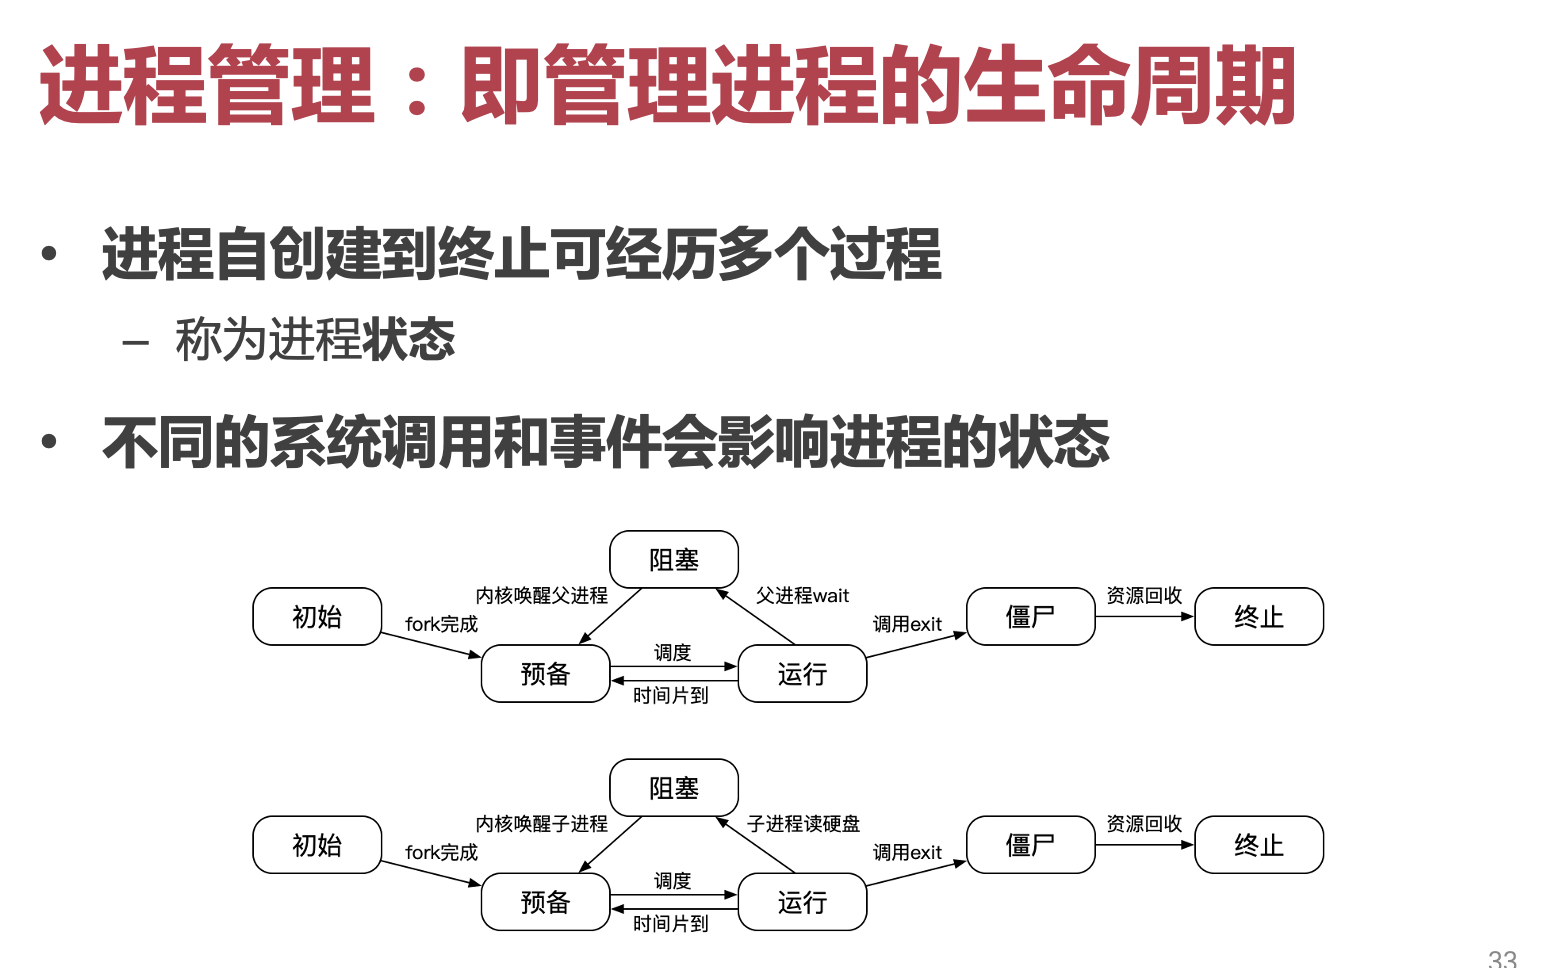 进程管理：即管理进程的生命周期
• 进程自创建到终止可经历多个过程
– 称为进程状态
• 不同的系统调用和事件会影响进程的状态
阻塞
内核唤醒父进程
父进程wait
初始
fork完成
预备
调度
时间片到
运行
调用exit
僵尸
资源回收
终止
阻塞
内核唤醒子进程
子进程读硬盘
初始
fork完成
预备
调度
时间片到
运行
调用exit
僵尸
资源回收
终止
33